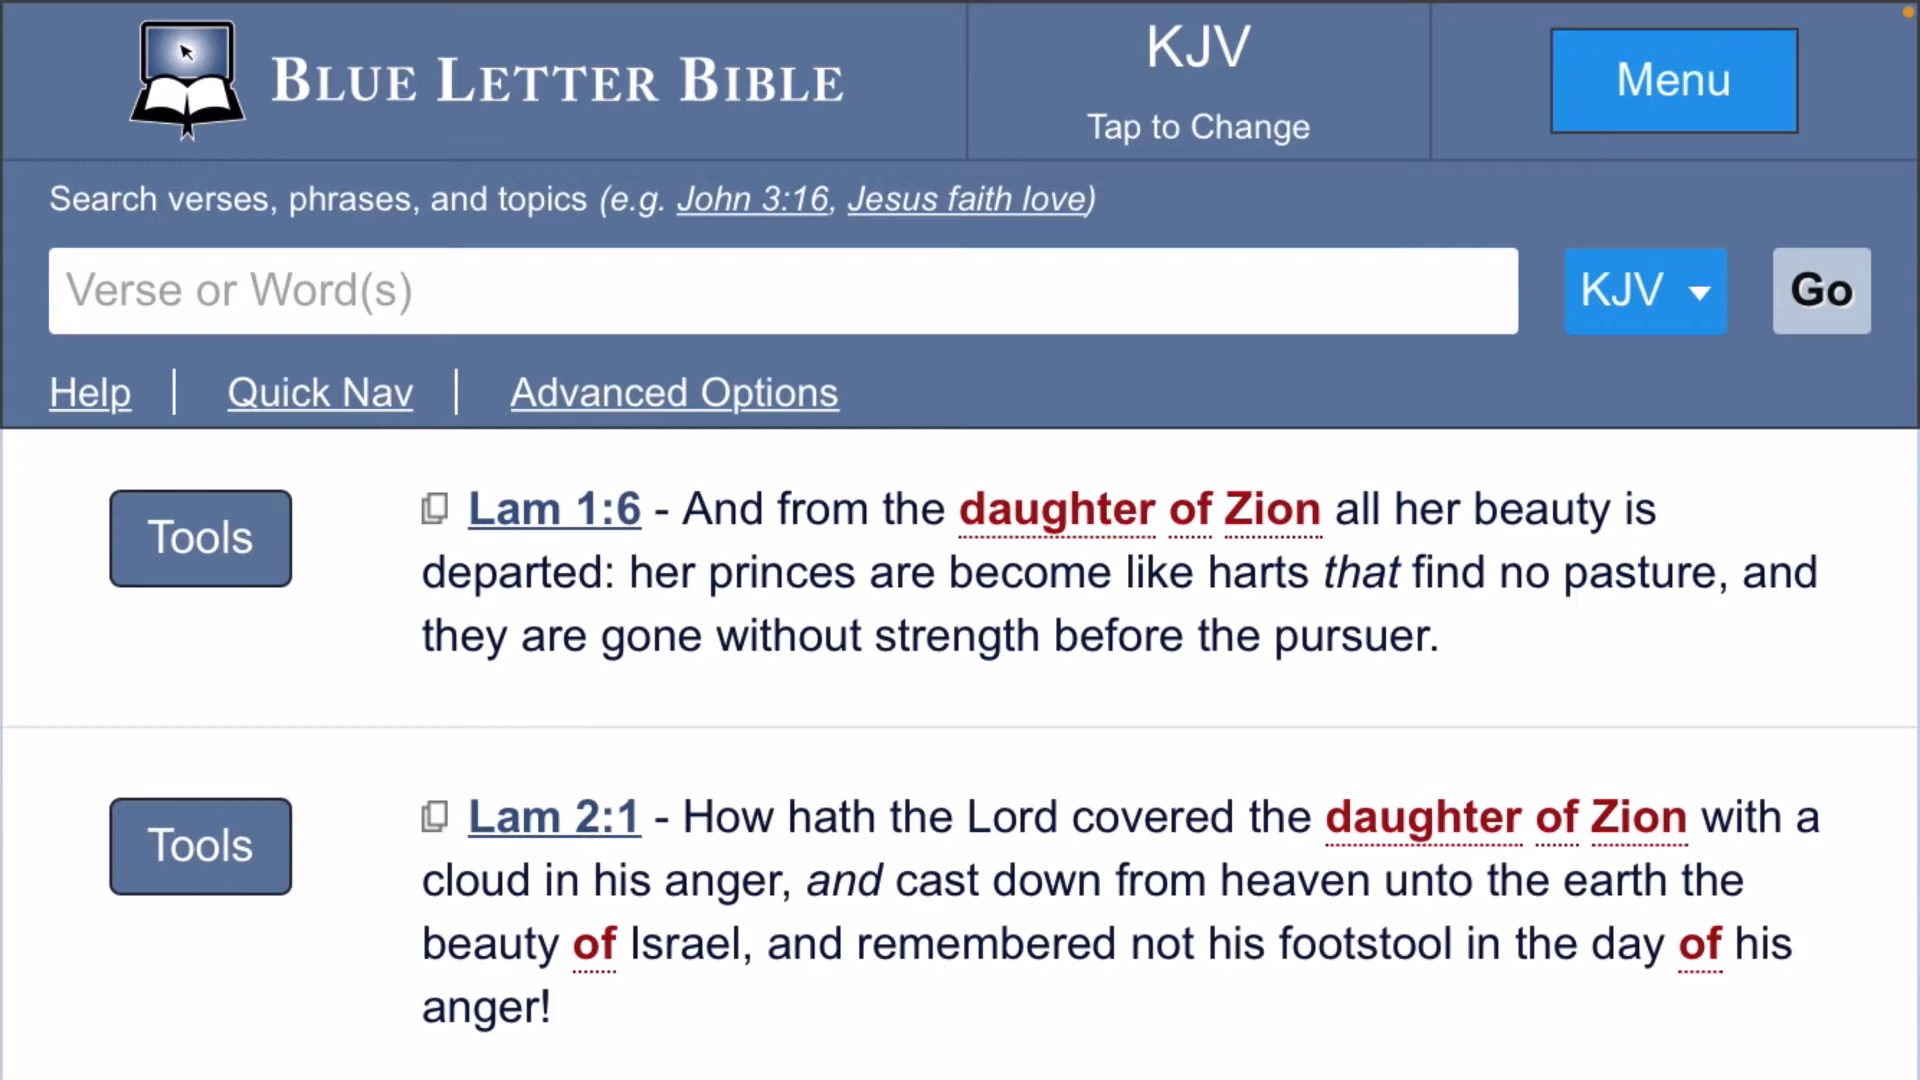 BLUE LETTER BIBLE
KJV
Tap to Change
Menu
Search verses, phrases, and topics (e.g. John 3:16, Jesus faith love)
Verse or Word(s)
KJV
Go
Help | Quick Nav | Advanced Options
Tools
Lam 1:6 - And from the daughter of Zion all her beauty is
departed: her princes are become like harts that find no pasture, and
they are gone without strength before the pursuer.
Tools
Lam 2:1 - How hath the Lord covered the daughter of Zion with a
cloud in his anger, and cast down from heaven unto the earth the
beauty of Israel, and remembered not his footstool in the day of his
anger!